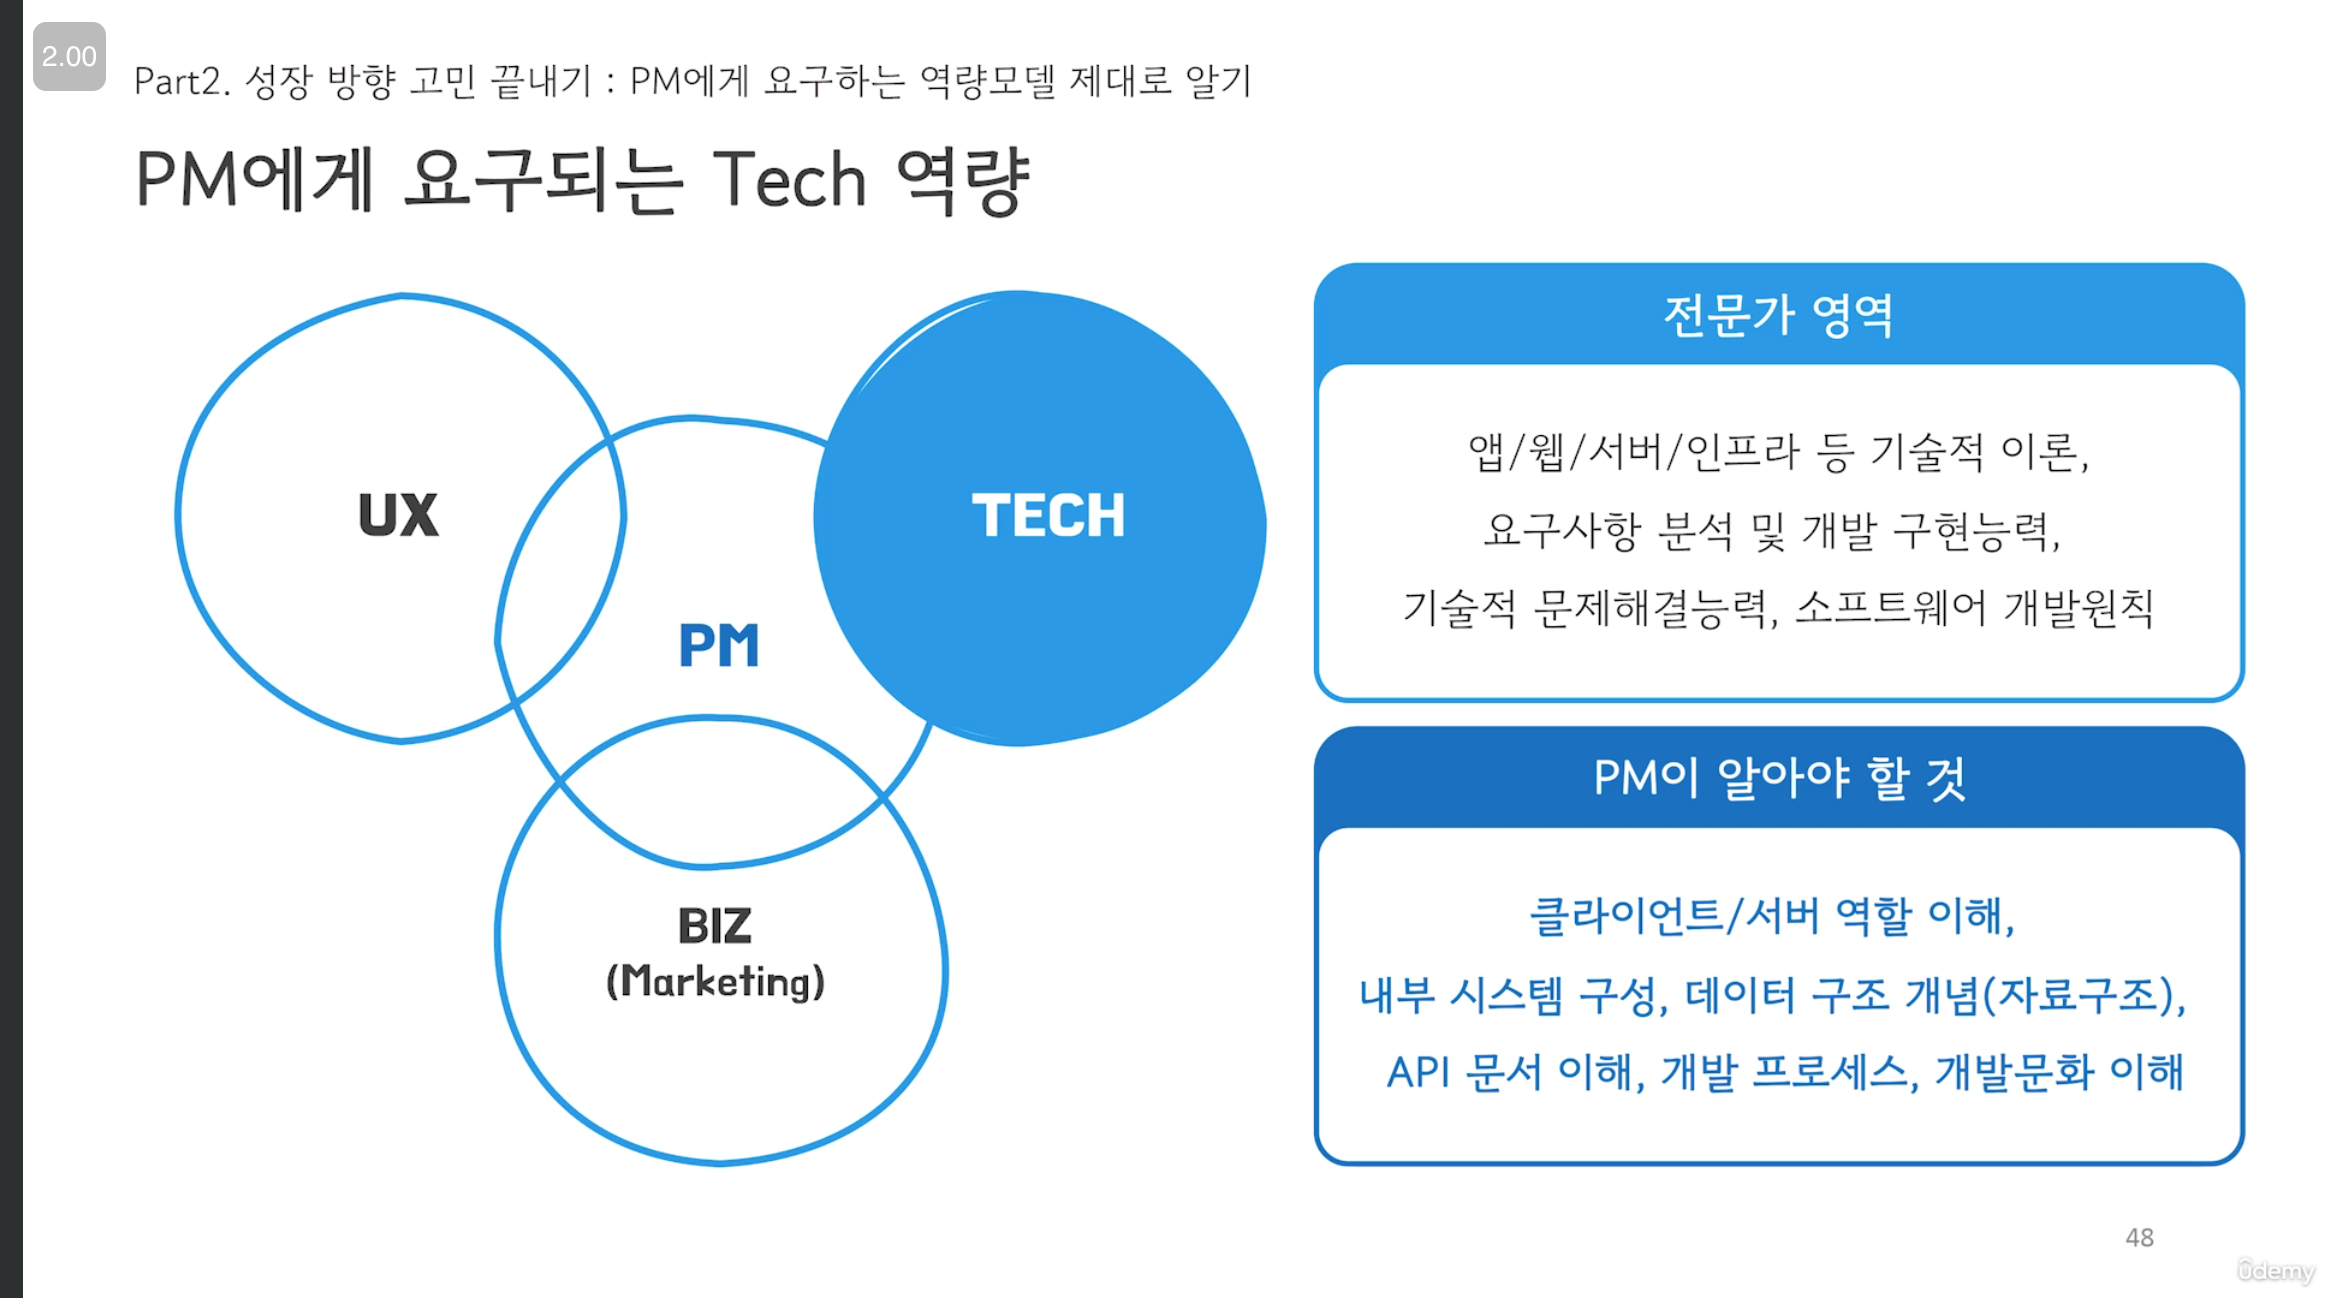 2.00
Part2. 성장 방향 고민 끝내기 : PM에게 요구하는 역량모델 제대로 알기
PM에게 요구되는 Tech 역량
UX
TECH
PM
BIZ
(Marketing)
전문가 영역
앱/웹/서버/인프라 등 기술적 이론,
요구사항 분석 및 개발 구현능력,
기술적 문제해결능력, 소프트웨어 개발원칙
PM이 알아야 할 것
클라이언트/서버 역할 이해,
내부 시스템 구성, 데이터 구조 개념(자료구조),
API 문서 이해, 개발 프로세스, 개발문화 이해
48
ûdemy